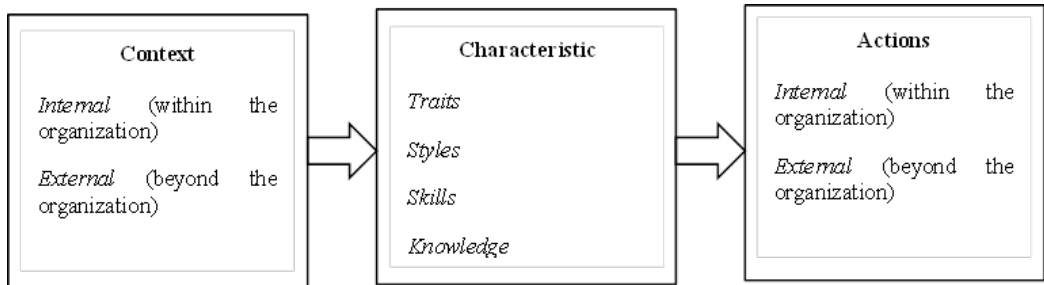 Context
Internal (within the
organization)
External (beyond the
organization)
Characteristic
Traits
Styles
Skills
Knowledge
Actions
Internal (within the
organization)
External (beyond the
organization)